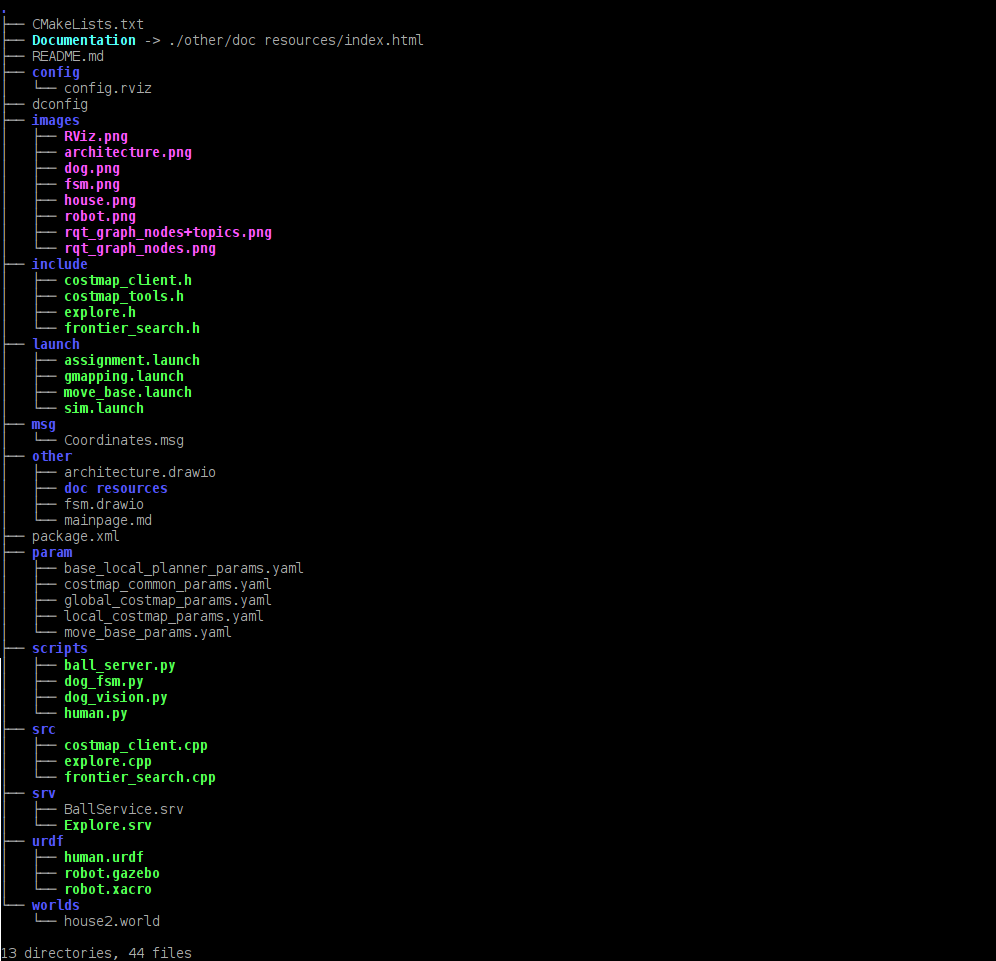 .
├── CMakeLists.txt
├── Documentation -> ./other/doc resources/index.html
├── README.md
├── config
│   └── config.rviz
├── dconfig
├── images
│   ├── RViz.png
│   ├── architecture.png
│   ├── dog.png
│   ├── fsm.png
│   ├── house.png
│   ├── robot.png
│   ├── rqt_graph_nodes+topics.png
│   └── rqt_graph_nodes.png
├── include
│   ├── costmap_client.h
│   ├── costmap_tools.h
│   ├── explore.h
│   └── frontier_search.h
├── launch
│   ├── assignment.launch
│   ├── gmapping.launch
│   ├── move_base.launch
│   └── sim.launch
├── msg
│   └── Coordinates.msg
├── other
│   ├── architecture.drawio
│   ├── doc resources
│   ├── fsm.drawio
│   └── mainpage.md
├── package.xml
├── param
│   ├── base_local_planner_params.yaml
│   ├── costmap_common_params.yaml
│   ├── global_costmap_params.yaml
│   ├── local_costmap_params.yaml
│   └── move_base_params.yaml
├── scripts
│   ├── ball_server.py
│   ├── dog_fsm.py
│   ├── dog_vision.py
│   └── human.py
├── src
│   ├── costmap_client.cpp
│   ├── explore.cpp
│   └── frontier_search.cpp
├── srv
│   ├── BallService.srv
│   └── Explore.srv
├── urdf
│   ├── human.urdf
│   ├── robot.gazebo
│   └── robot.xacro
└── worlds
    └── house2.world

13 directories, 44 files